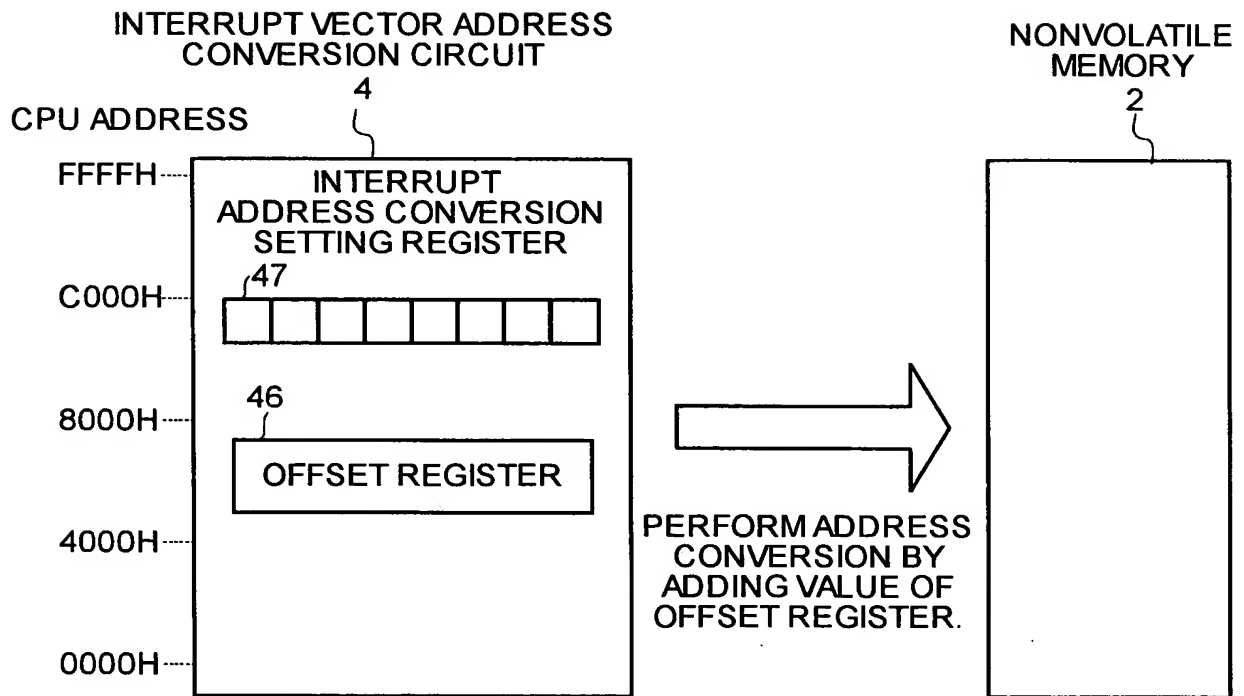 INTERRUPT VECTOR ADDRESS
CONVERSION CIRCUIT
4
NONVOLATILE
MEMORY
2
CPU ADDRESS
FFFFH
INTERRUPT
ADDRESS CONVERSION
SETTING REGISTER
47
C000H
46
8000H
OFFSET REGISTER
4000H
PERFORM ADDRESS
CONVERSION BY
ADDING VALUE OF
OFFSET REGISTER.
0000H